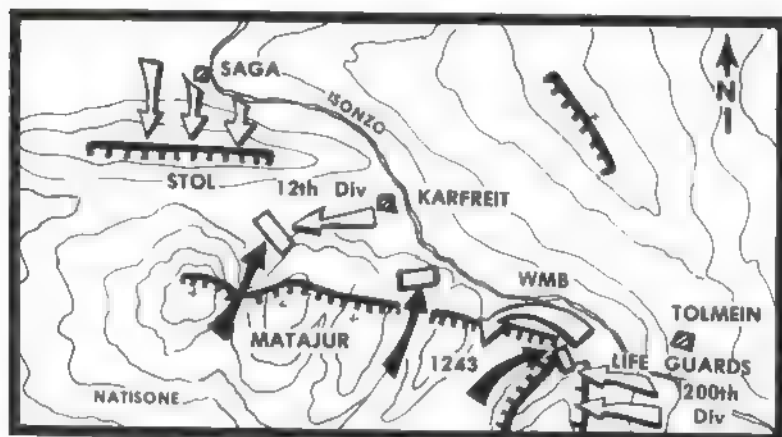 SAGA
ISONZO
N
STOL
12th Div
KARFREIT
WMB
TOLMEIN
MATAJUR
1243
LIFE GUARDS
NATISONE
200th
Div